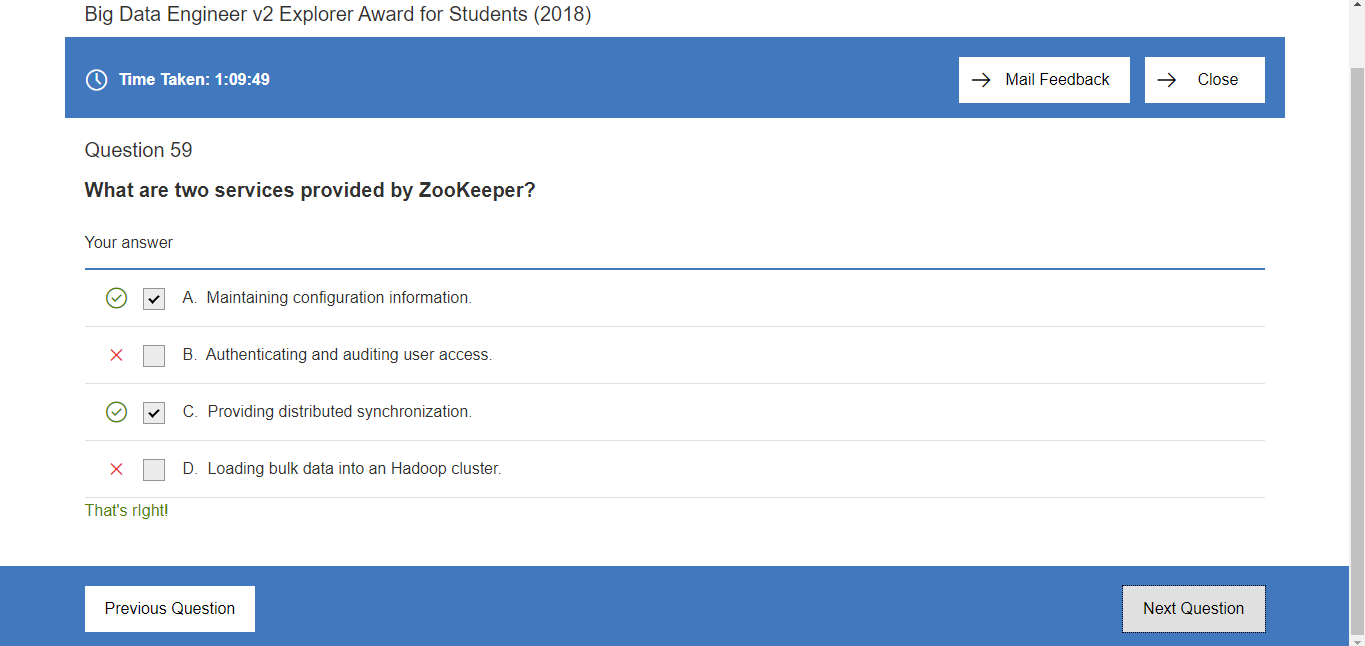 Big Data Engineer v2 Explorer Award for Students (2018)
Time Taken: 1:09:49
Mail Feedback
Close
Question 59
What are two services provided by ZooKeeper?
Your answer
A. Maintaining configuration information.
B. Authenticating and auditing user access.
C. Providing distributed synchronization.
D. Loading bulk data into an Hadoop cluster.
That's rIght!
Previous Question
Next Question